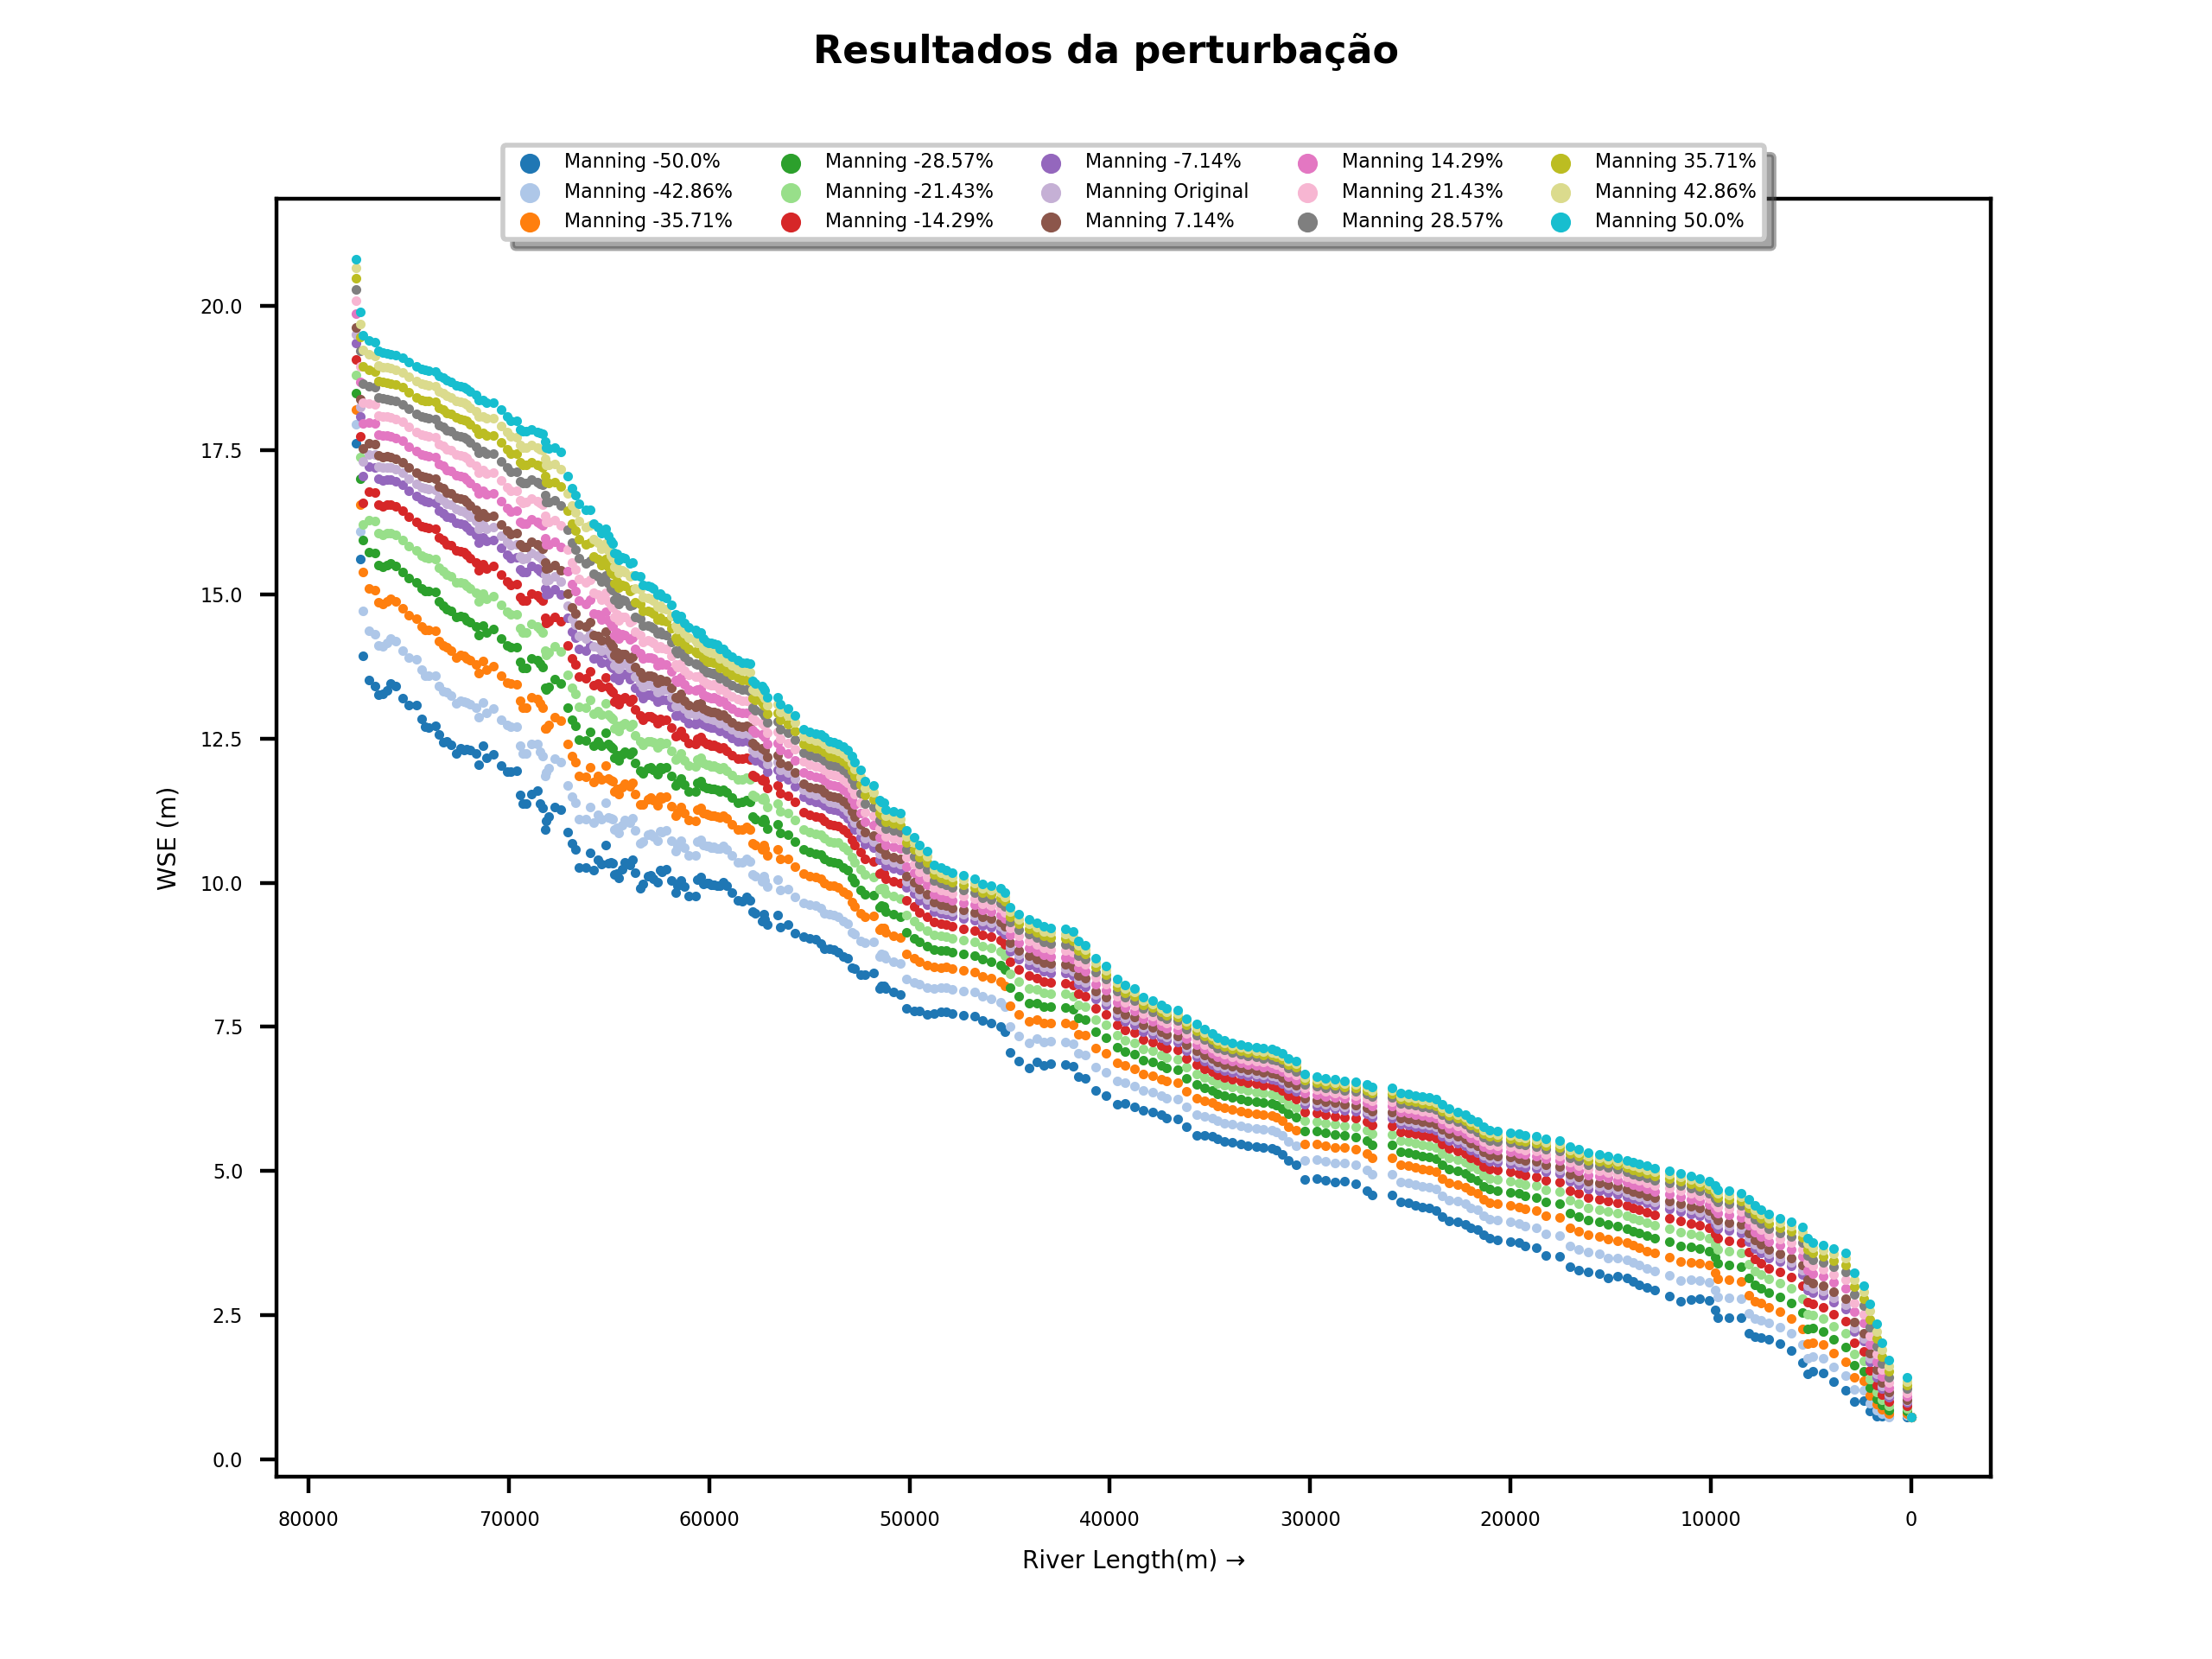 Resultados da perturbação
Manning -50.0%
Manning -42.86%
Manning -35.71%
Manning -28.57%
Manning -21.43%
Manning -14.29%
Manning -7.14%
Manning Original
Manning 7.14%
Manning 14.29%
Manning 21.43%
Manning 28.57%
Manning 35.71%
Manning 42.86%
Manning 50.0%
WSE (m)
20.0
17.5
15.0
12.5
10.0
7.5
5.0
2.5
0.0
80000 70000 60000 50000 40000 30000 20000 10000 0
River Length(m) →